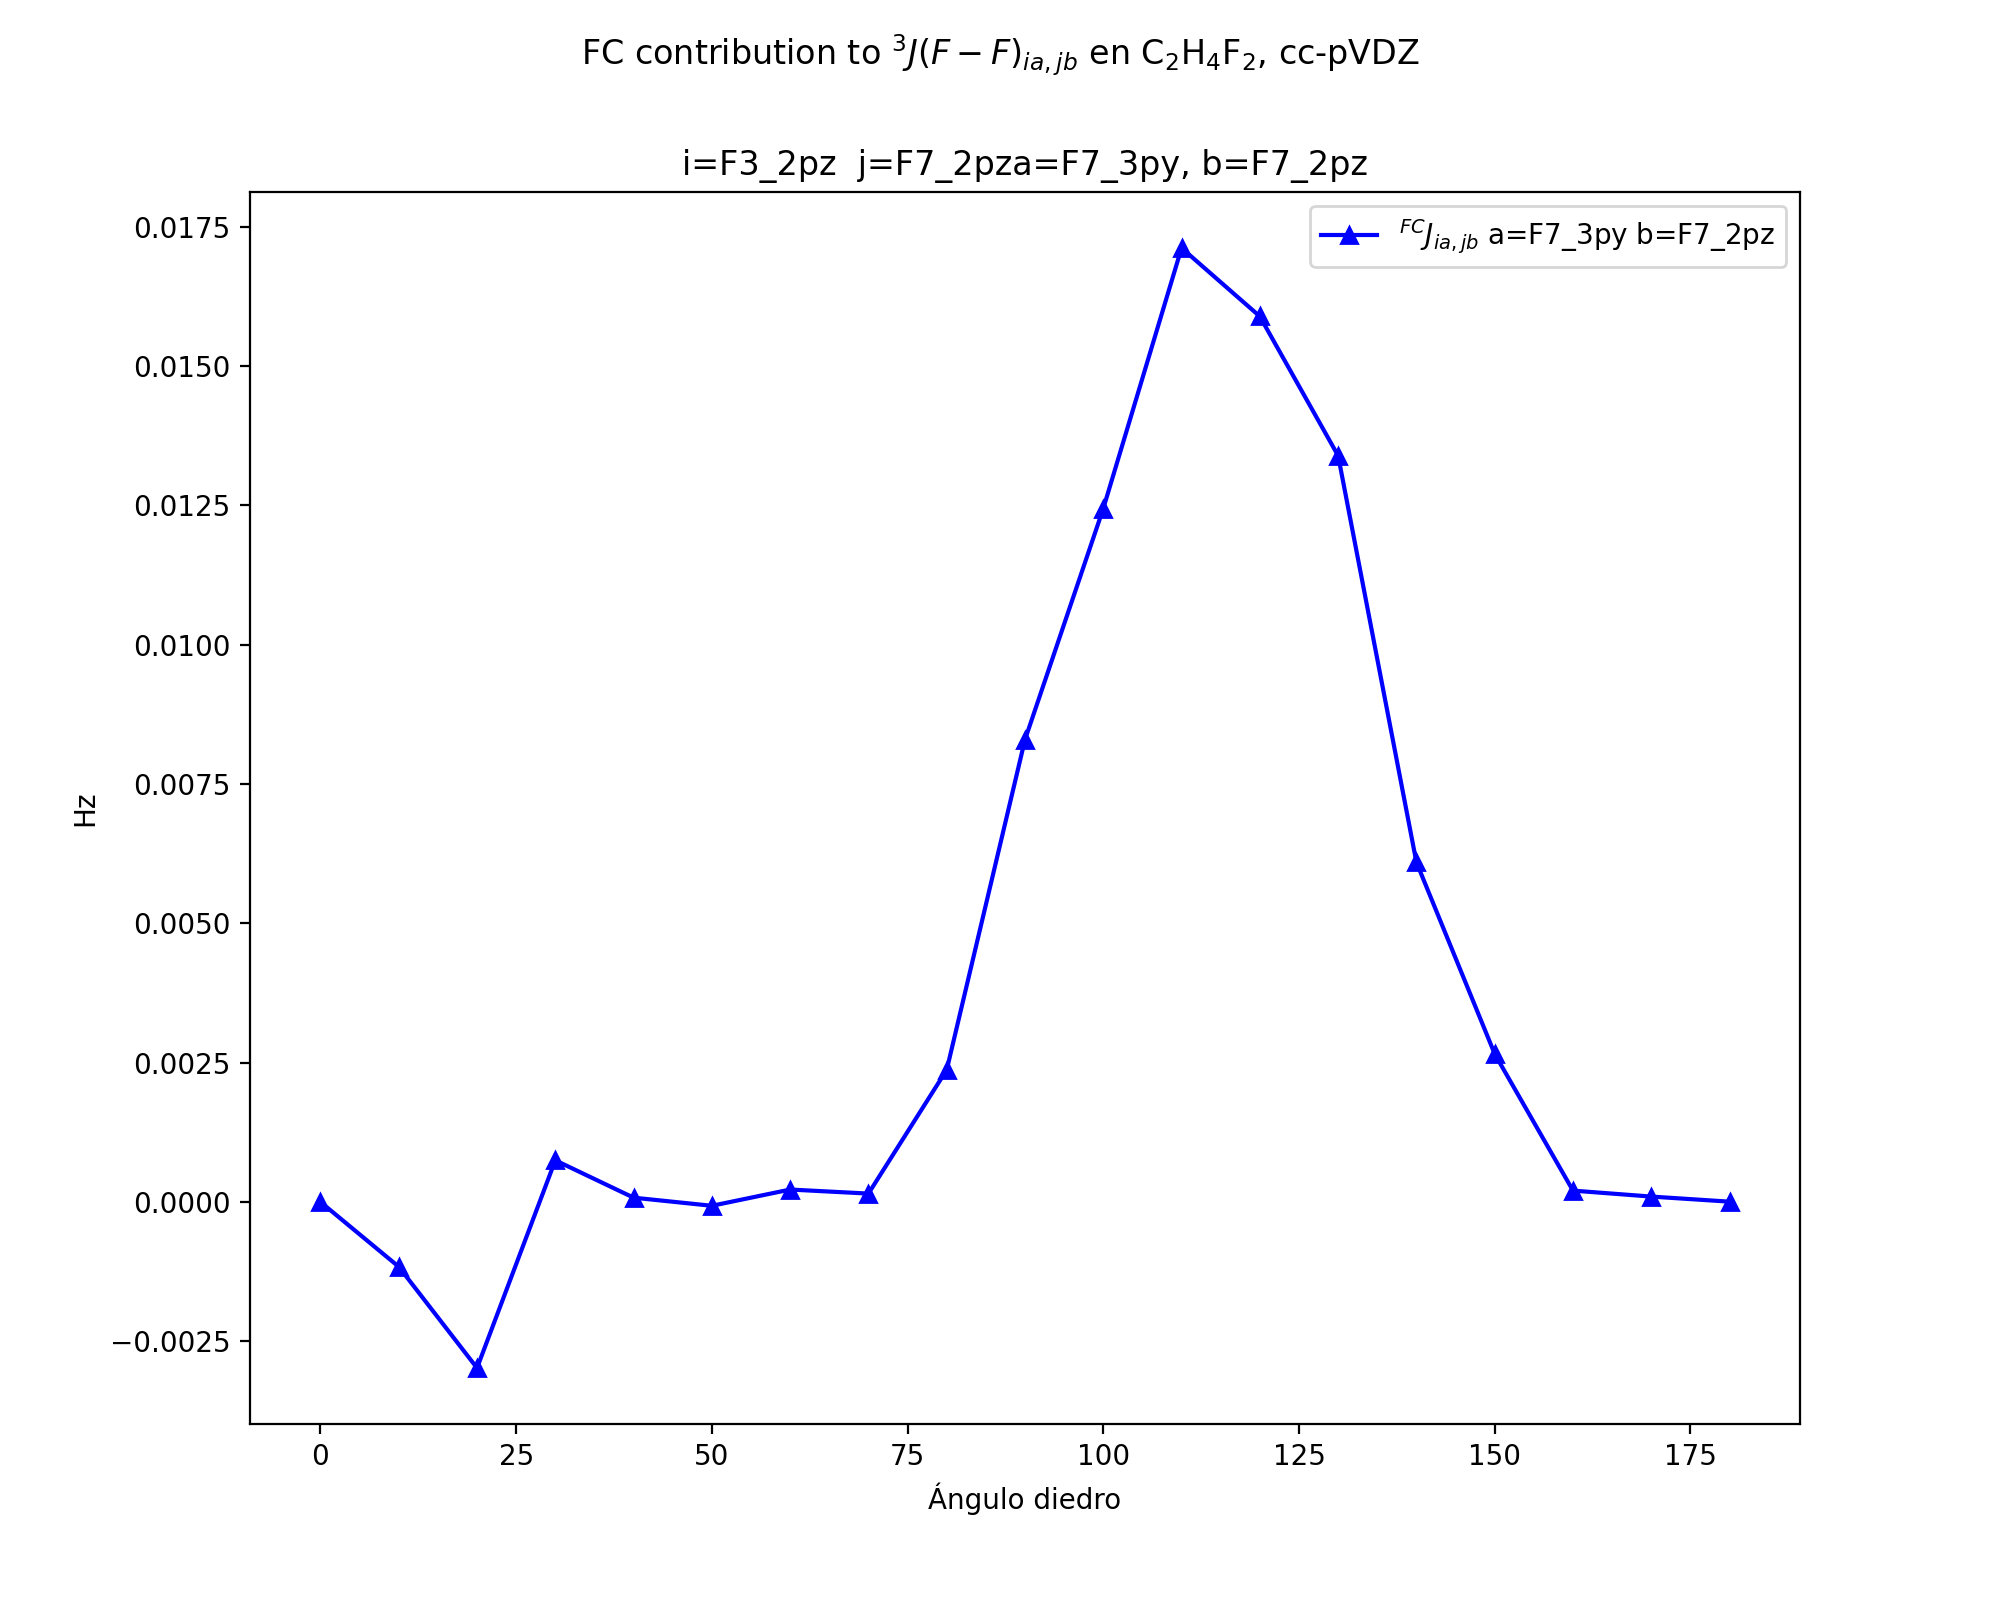 FC contribution to ³J(F − F)ᵢₐ,ⱼb en C₂H₄F₂, cc-pVDZ
i=F3_2pz  j=F7_2pza=F7_3py, b=F7_2pz
ᶠᶜJᵢₐ,ⱼb a=F7_3py b=F7_2pz
0.0175
0.0150
0.0125
0.0100
0.0075
0.0050
0.0025
0.0000
−0.0025
Hz
0 25 50 75 100 125 150 175
Ángulo diedro